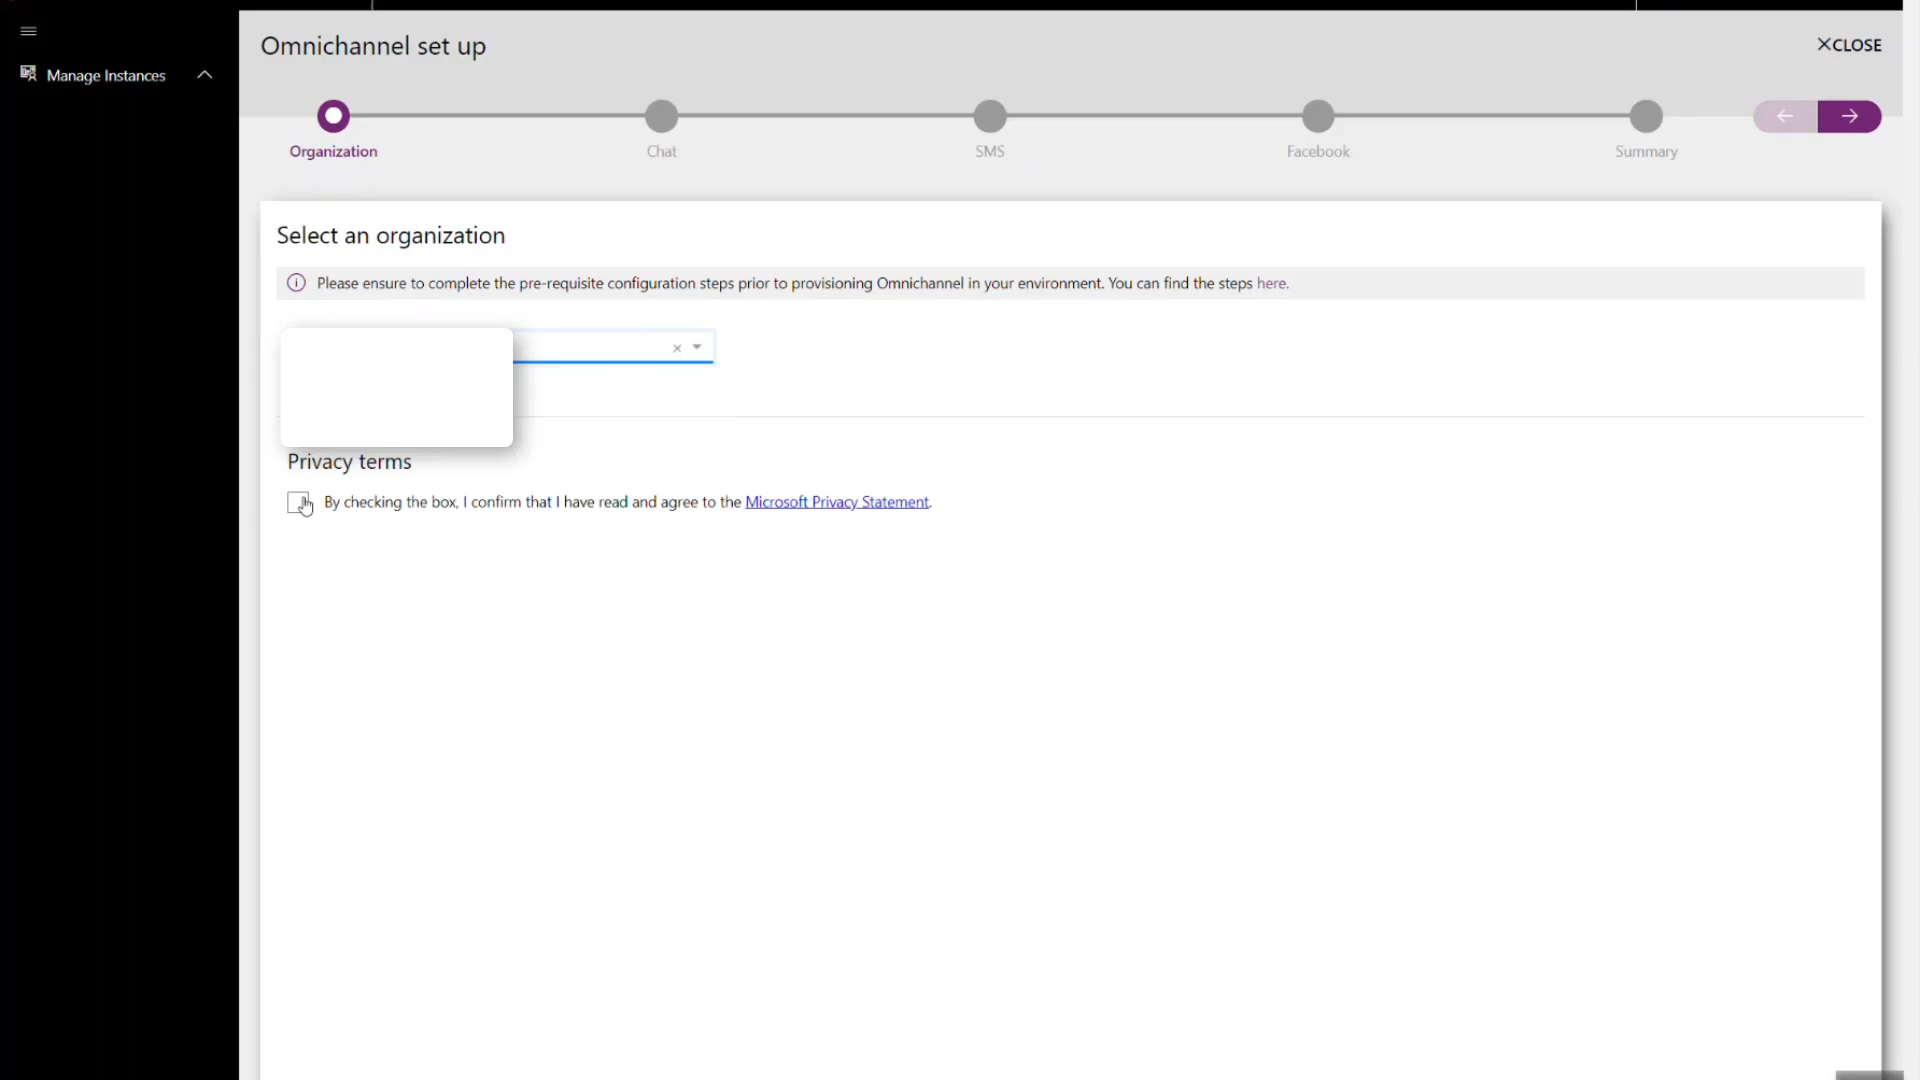 Manage Instances
Omnichannel set up
CLOSE
Organization
Chat
SMS
Facebook
Summary
Select an organization
Please ensure to complete the pre-requisite configuration steps prior to provisioning Omnichannel in your environment. You can find the steps here.
Privacy terms
By checking the box, I confirm that I have read and agree to the Microsoft Privacy Statement.